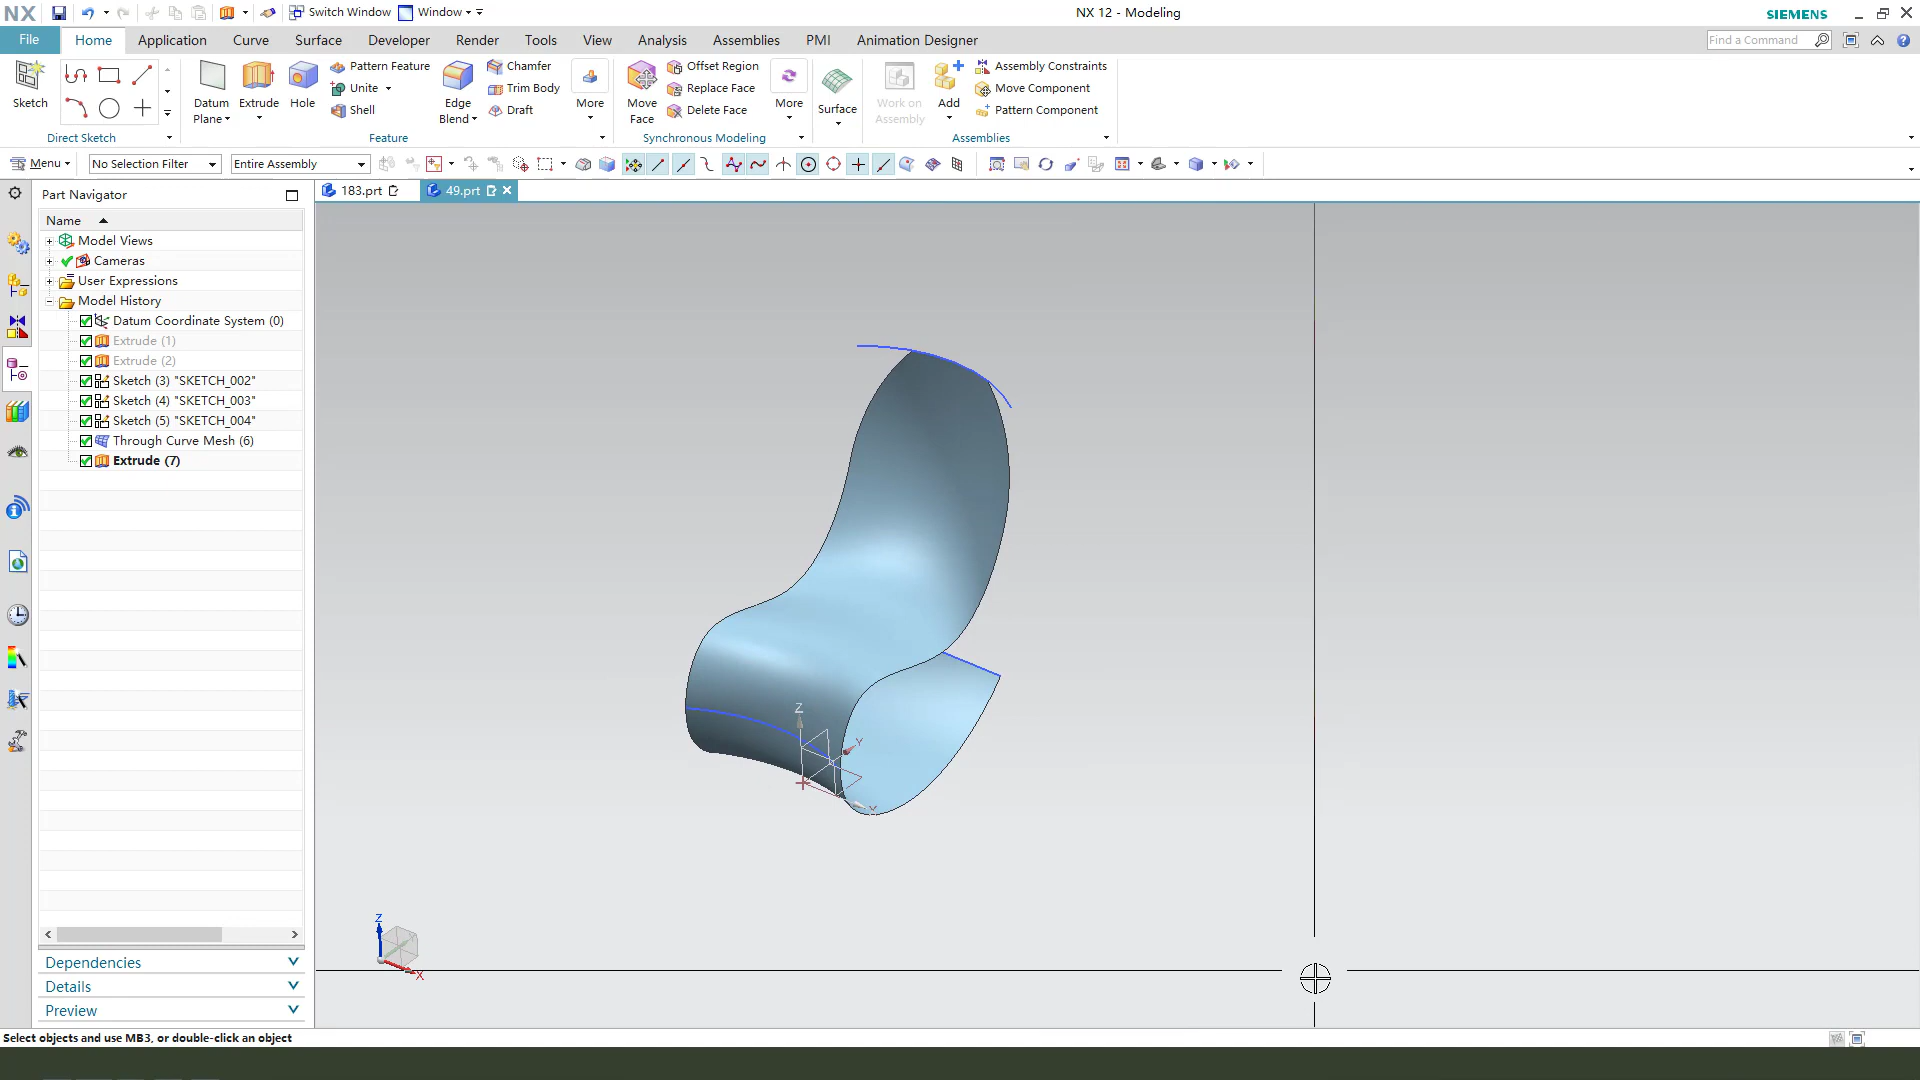 NX
Switch Window
Window
NX 12 - Modeling
SIEMENS
File
Home
Application
Curve
Surface
Developer
Render
Tools
View
Analysis
Assemblies
PMI
Animation Designer
Find a Command
Sketch
Direct Sketch
Datum
Plane
Extrude
Hole
Pattern Feature
Unite
Shell
Edge
Blend
Chamfer
Trim Body
Draft
More
Feature
Move
Face
Offset Region
Replace Face
Delete Face
More
Synchronous Modeling
Surface
Work on
Assembly
Add
Assembly Constraints
Move Component
Pattern Component
Assemblies
Menu
No Selection Filter
Entire Assembly
Part Navigator
183.prt
49.prt
Name
Model Views
Cameras
User Expressions
Model History
Datum Coordinate System (0)
Extrude (1)
Extrude (2)
Sketch (3) "SKETCH_002"
Sketch (4) "SKETCH_003"
Sketch (5) "SKETCH_004"
Through Curve Mesh (6)
Extrude (7)
Z
Y
X
Z
X
Dependencies
Details
Preview
Select objects and use MB3, or double-click an object